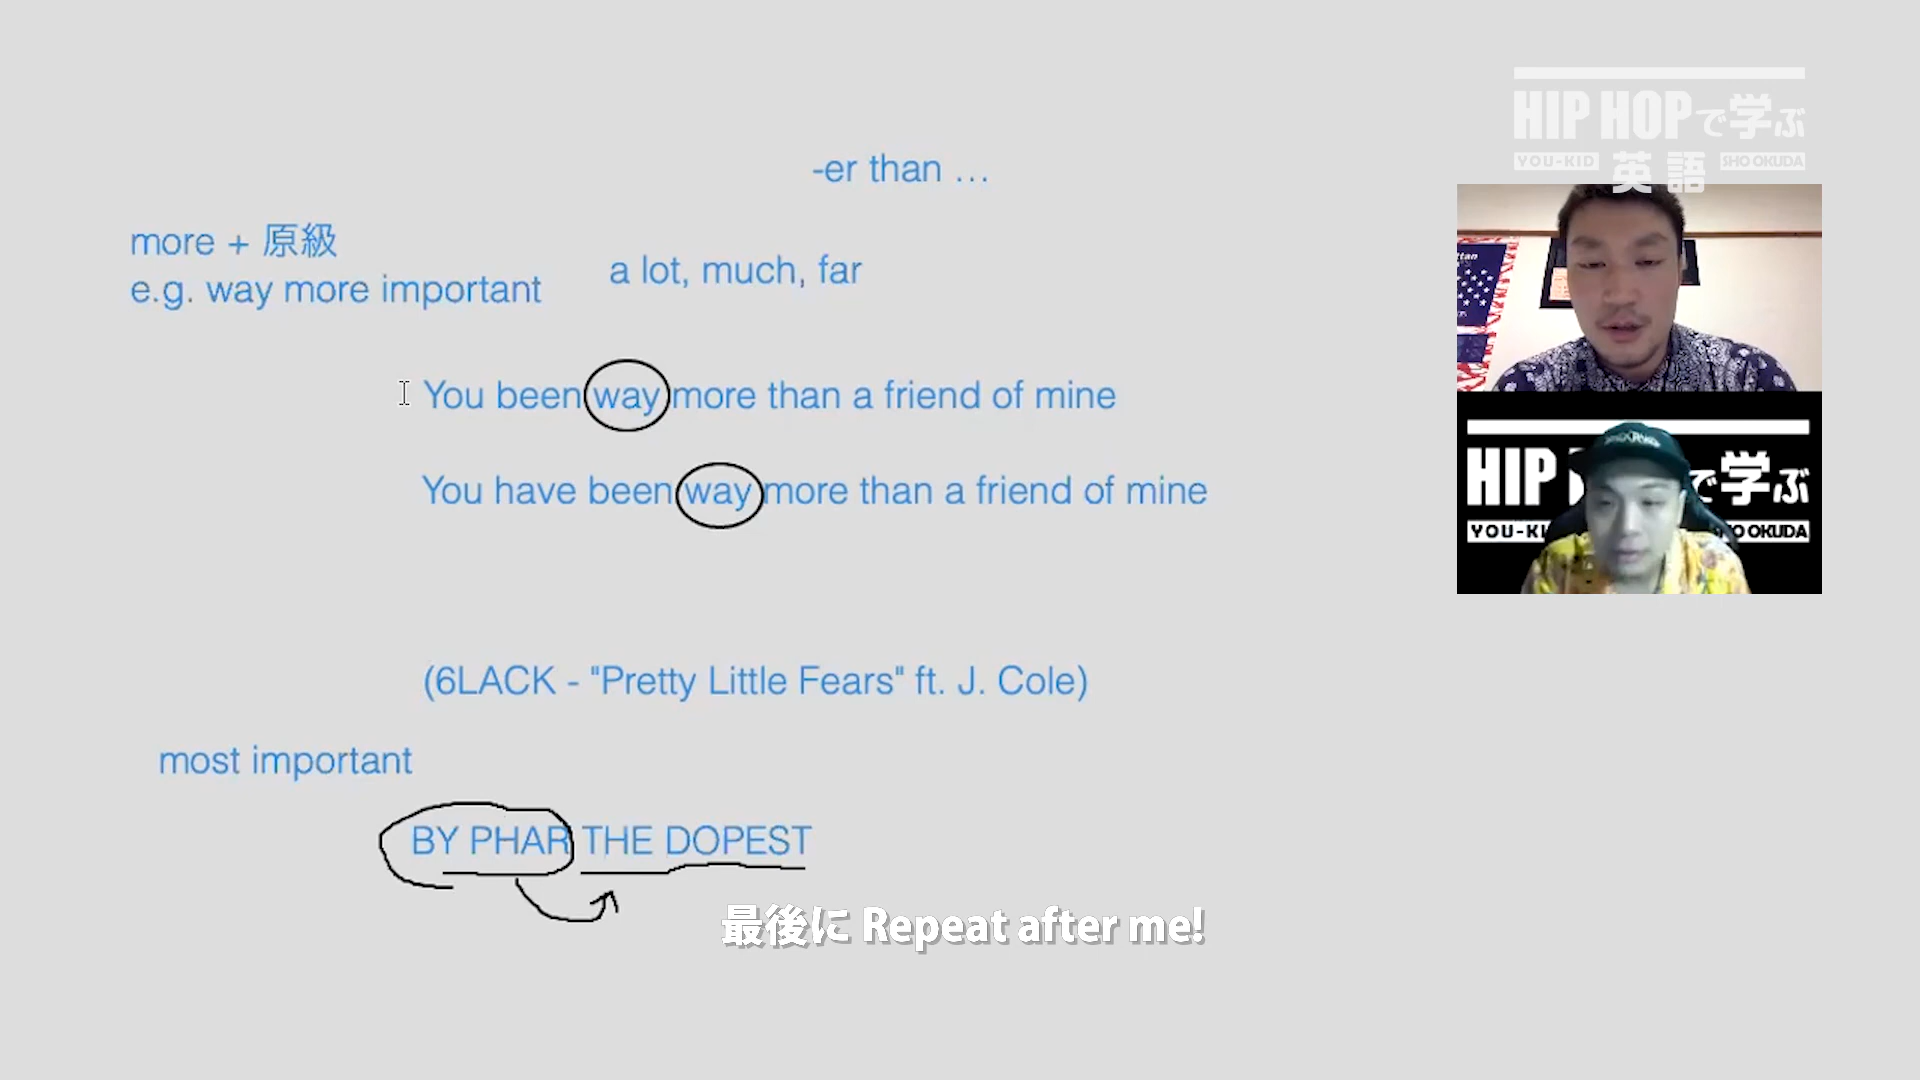 HIP HOPで学ぶ
YOU-KID 英語 SHO OKUDA
-er than …
more + 原級
e.g. way more important
a lot, much, far
You been way more than a friend of mine
You have been way more than a friend of mine
HIP で学ぶ
YOU-KI O OKUDA
(6LACK - "Pretty Little Fears" ft. J. Cole)
most important
BY PHAR THE DOPEST
最後に Repeat after me!